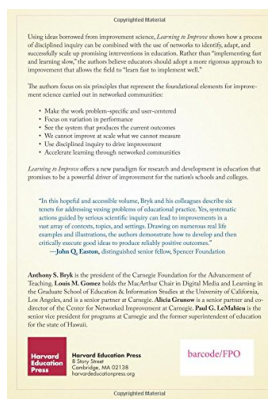 Copyrighted Material
Using ideas borrowed from improvement science, Learning to Improve shows how a
process of disciplined inquiry can be combined with the use of networks to identify, adapt, and
successfully scale up promising interventions in education. Rather than “implementing fast
and learning slow,” the authors believe educators should adopt a more rigorous approach to
improvement that allows the field to “learn fast to implement well.”
The authors focus on six principles that represent the foundational elements for improve-
ment science carried out in networked communities:
• Make the work problem-specific and user-centered
• Focus on variation in performance
• See the system that produces the current outcomes
• We cannot improve at scale what we cannot measure
• Use disciplined inquiry to drive improvement
• Accelerate learning through networked communities
Learning to Improve offers a new paradigm for research and development in education that
promises to be a powerful driver of improvement for the nation’s schools and colleges.
“In this hopeful and accessible volume, Bryk and his colleagues describe six
tenets for addressing vexing problems of educational practice. Yes, systematic
actions guided by serious scientific inquiry can lead to improvements in a
vast array of contexts, topics, and settings. Drawing on numerous real life
examples and illustrations, the authors demonstrate how to develop and then
critically execute good ideas to produce reliably positive outcomes.”
—John Q. Easton, distinguished senior fellow, Spencer Foundation
Anthony S. Bryk is the president of the Carnegie Foundation for the Advancement of
Teaching. Louis M. Gomez holds the MacArthur Chair in Digital Media and Learning in
the Graduate School of Education & Information Studies at the University of California,
Los Angeles, and is a senior partner at Carnegie. Alicia Grunow is a senior partner and co-
director of the Center for Networked Improvement at Carnegie. Paul G. LeMahieu is the
senior vice president for programs at Carnegie and the former superintendent of education
for the state of Hawaii.
Harvard
Education
Press
Harvard Education Press
8 Story Street
Cambridge, MA 02138
harvardeducationpress.org
barcode/FPO
Copyrighted Material